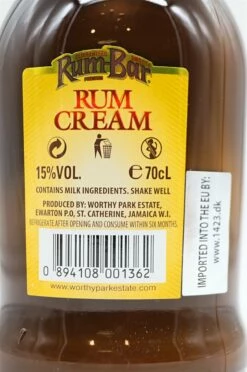 Rum-Bar
PREMIUM
RUM
CREAM
15%VOL. e 70cL
CONTAINS MILK INGREDIENTS. SHAKE WELL
PRODUCED BY: WORTHY PARK ESTATE,
EWARTON P.O, ST. CATHERINE, JAMAICA W.I.
REFRIGERATE AFTER OPENING AND CONSUME WITHIN SIX MONTHS.
0 894108 001362
www.worthyparkestate.com
IMPORTED INTO THE EU BY:
www.1423.dk